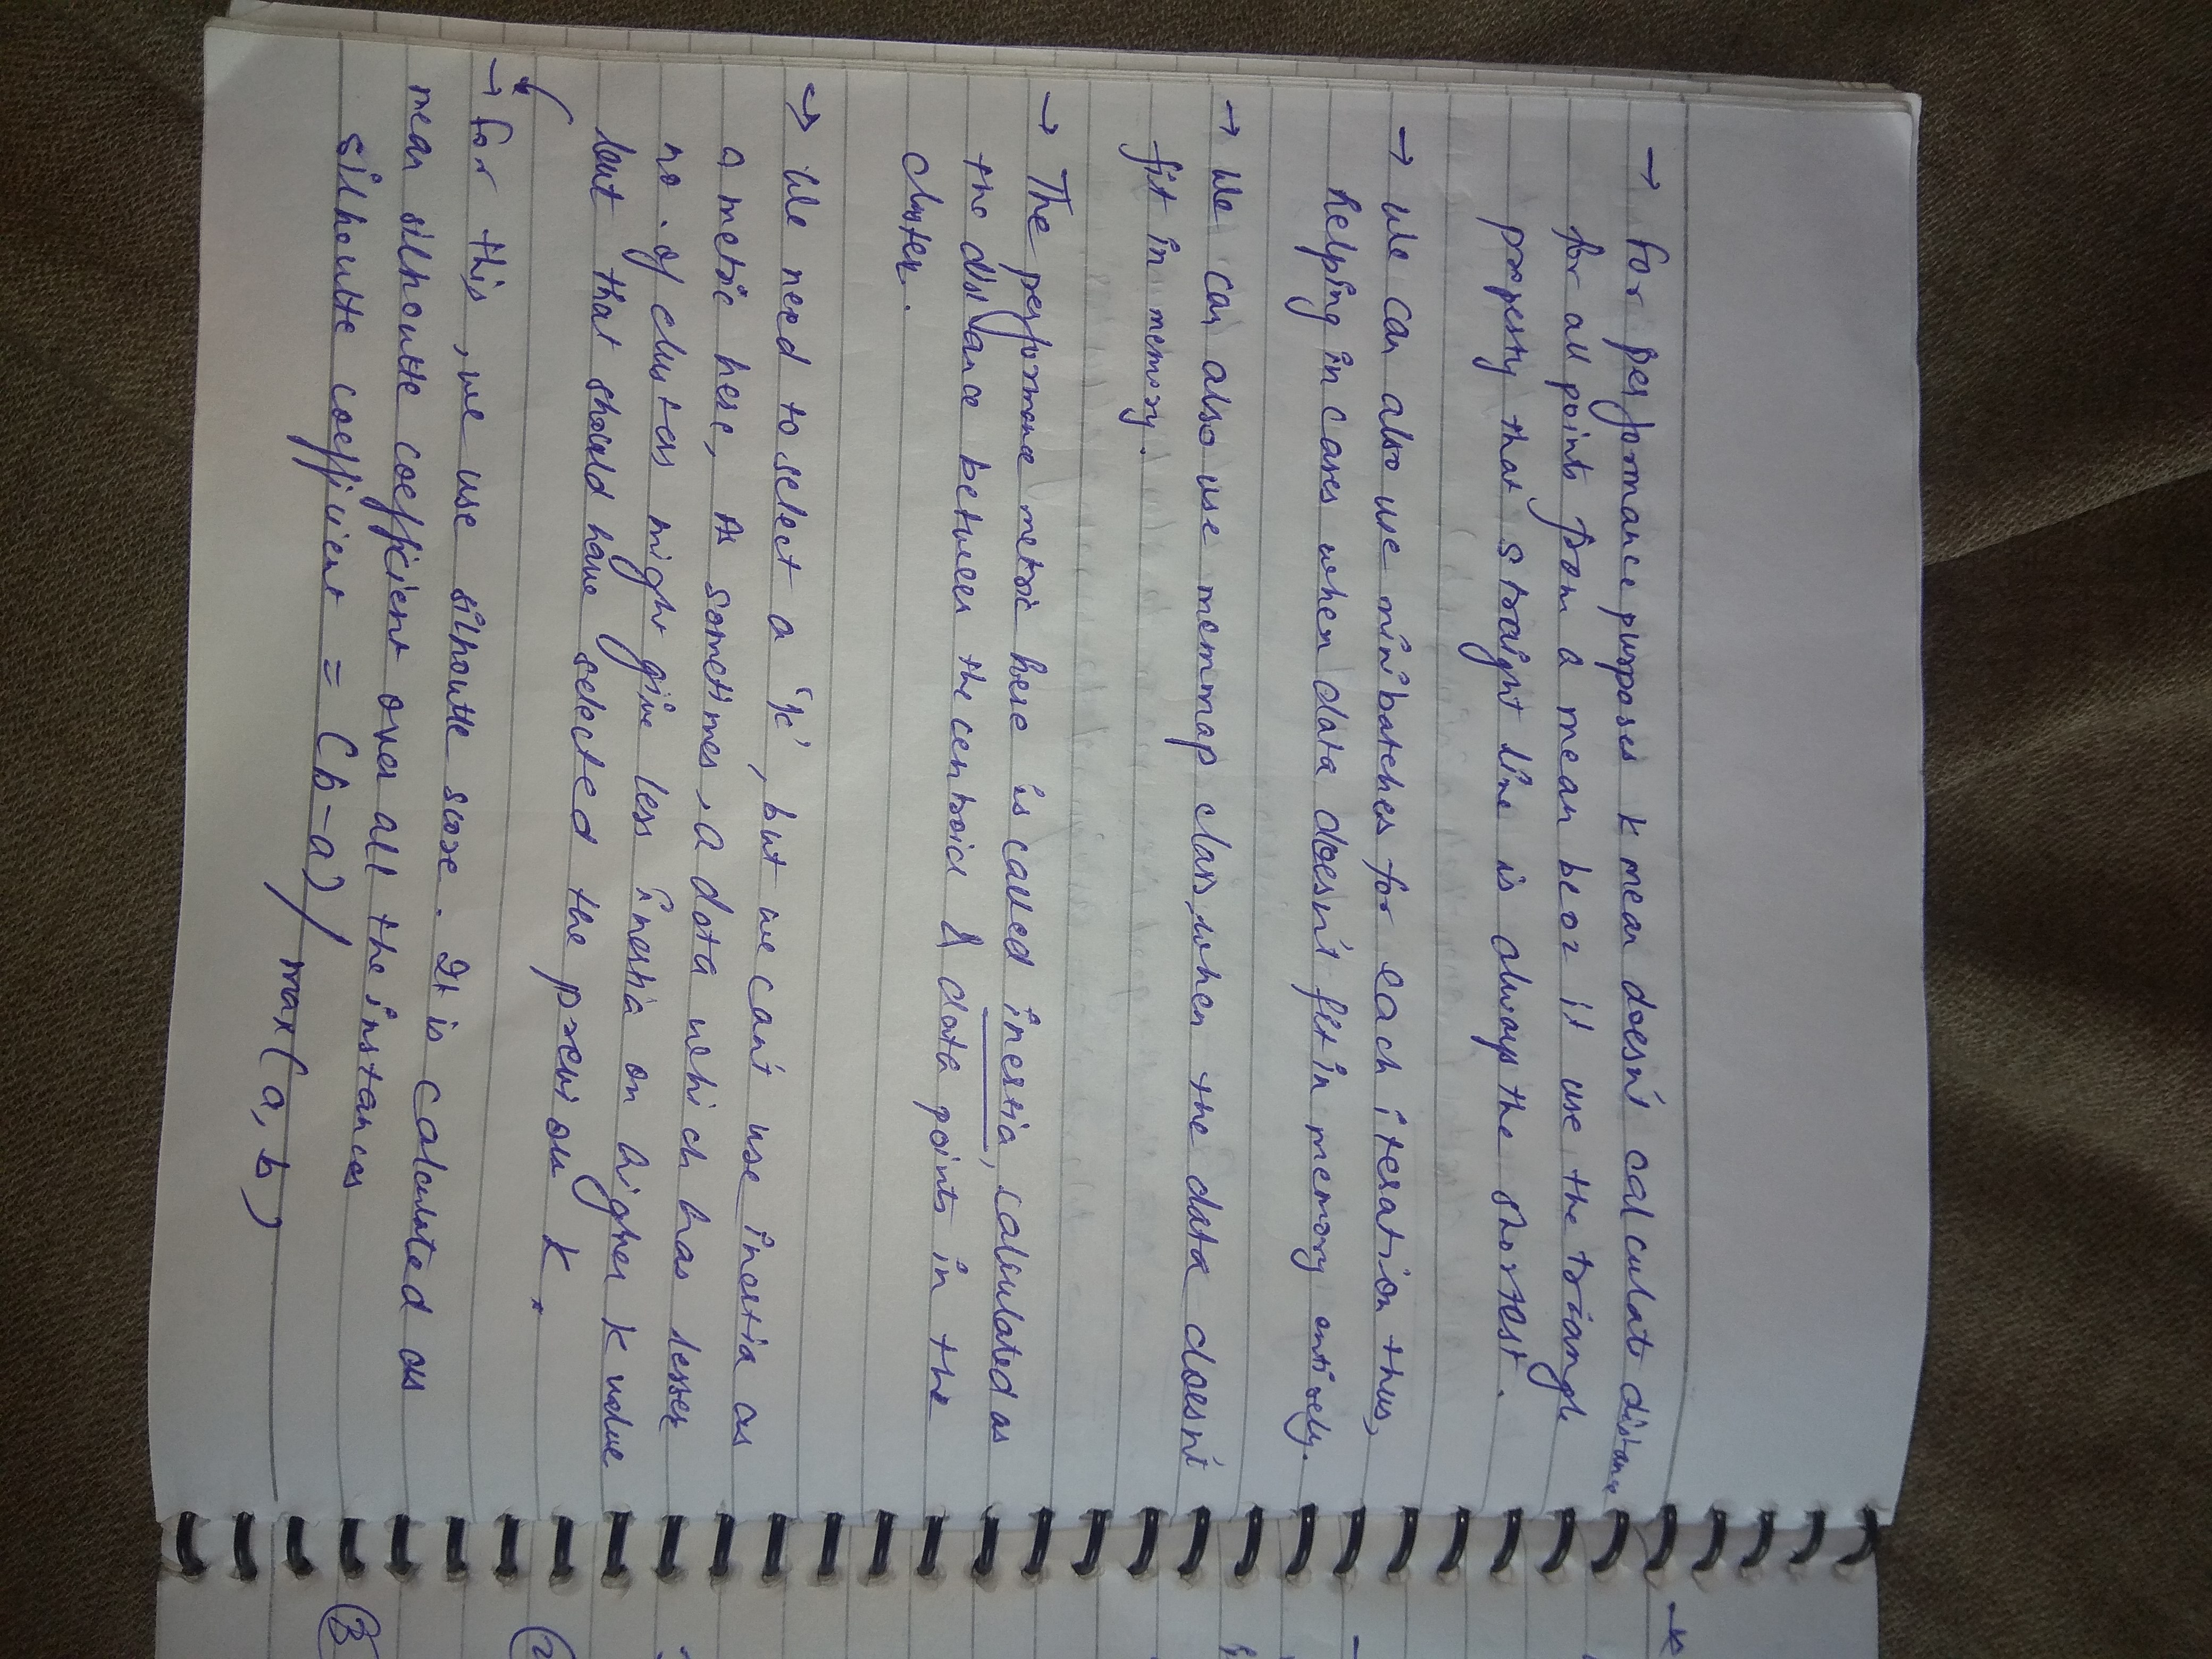 → for performance purposes k mean doesn't calculate distance
for all points from a mean bcoz it use the triangle
property that straight line is always the shortest.
→ We can also use minibatches for each iteration thus,
helping in cases when data doesn't fit in memory entirely.
→ We can also use memmap class, when the data doesn't
fit in memory.
→ The performance metric here is called inertia, calculated as
the distance between the centroid & data points in the
cluster.
→ We need to select a 'k', but we can't use inertia as
a metric here, As sometimes, a data which has lesser
no. of clusters might give less inertia on higher k value
but that should have selected the previous k.
→ for this, we use silhoutte score. It is calculated as
mean silhoutte coefficient over all the instances
silhoutte coefficient = (b-a) / max(a, b)
→ k
2
3